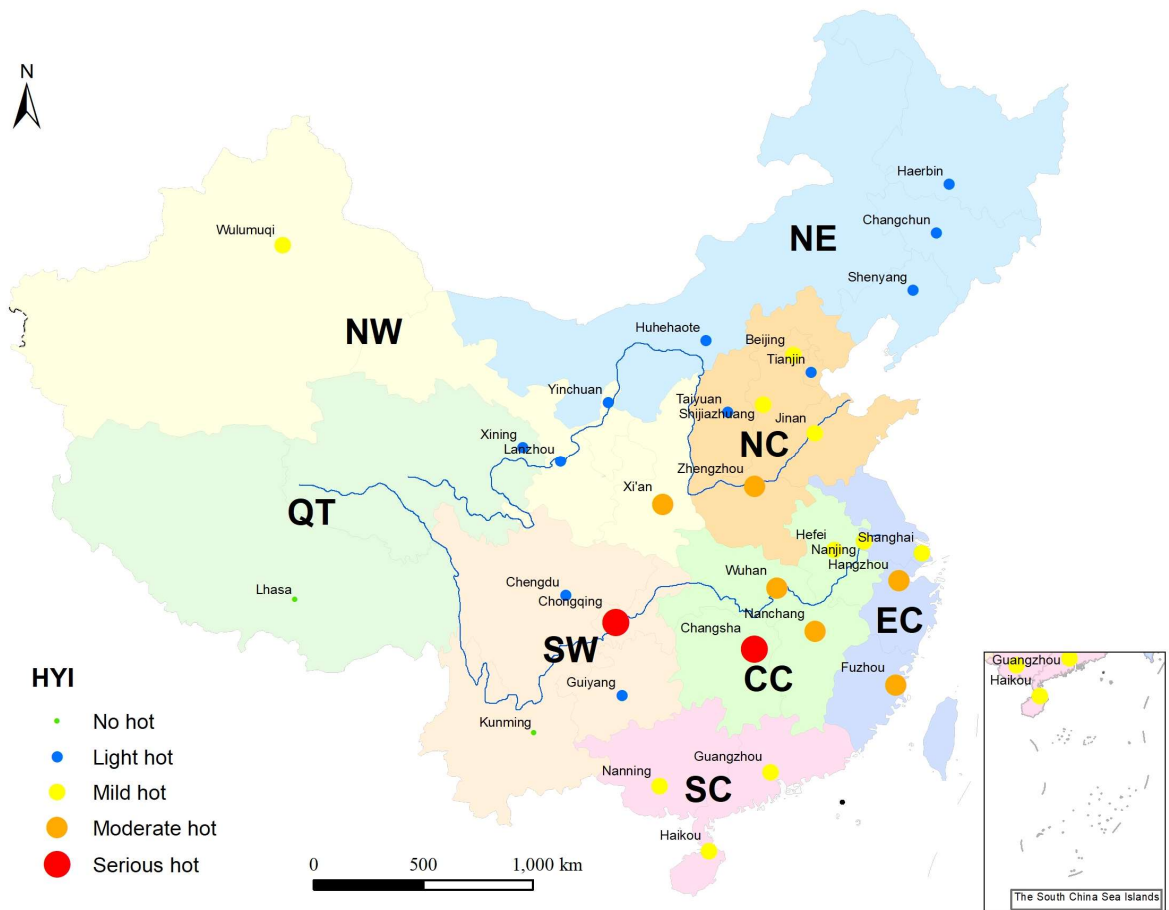 N
Haerbin
Changchun
Wulumuqi
NE
Shenyang
Huhehaote
NW
Beijing
Tianjin
Yinchuan
Taiyuan
Shijiazhuang
Jinan
Xining
Lanzhou
NC
Zhengzhou
Xi'an
QT
Hefei
Shanghai
Nanjing
Hangzhou
Wuhan
Chengdu
Lhasa
Chongqing
Nanchang
EC
Changsha
SW
Fuzhou
CC
Guiyang
Kunming
Guangzhou
Nanning
SC
Haikou
HYI
No hot
Light hot
Mild hot
Moderate hot
Serious hot
0 500 1,000 km
Guangzhou
Haikou
The South China Sea Islands